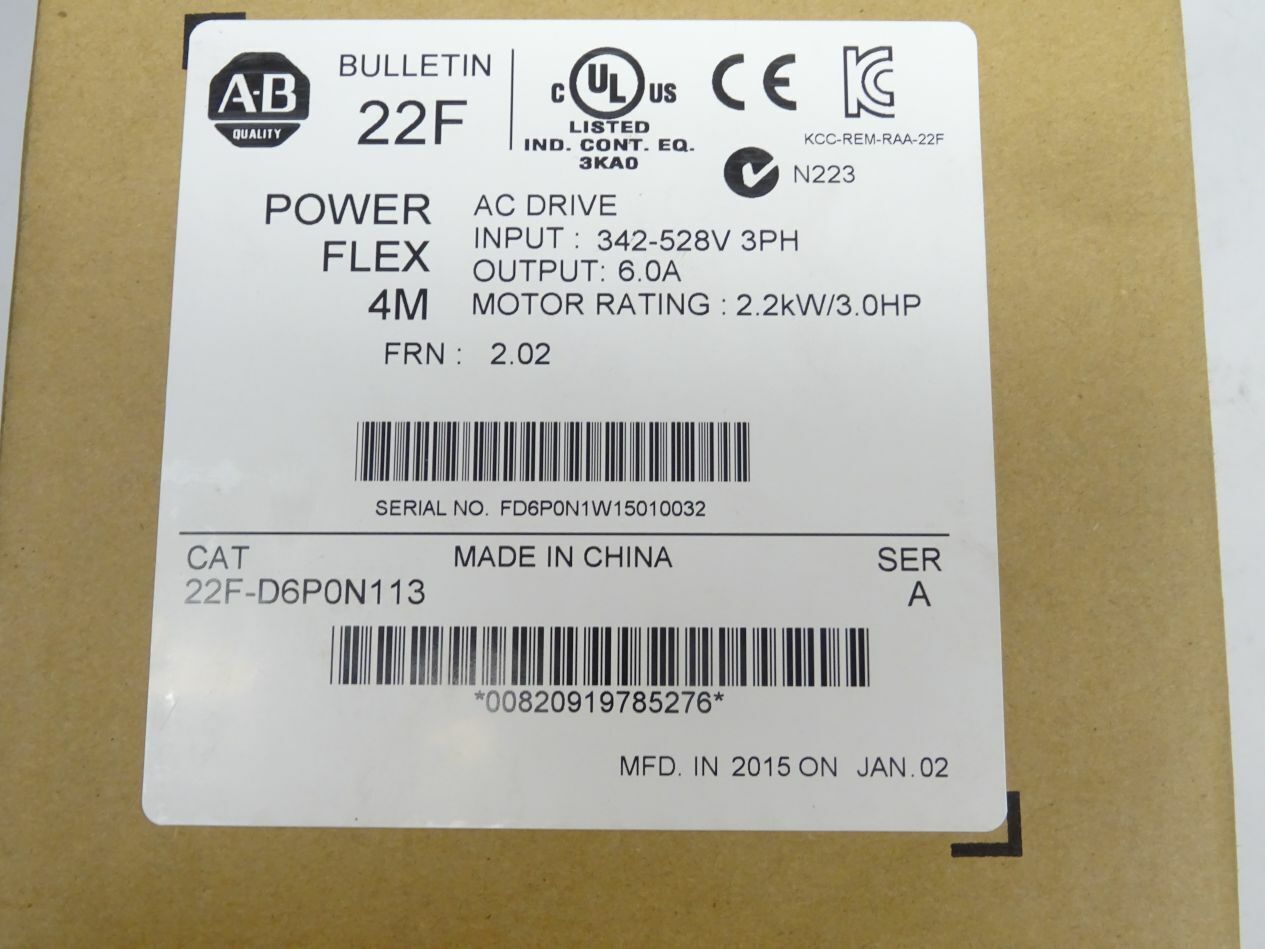 A-B
QUALITY
BULLETIN
22F
C UL US
LISTED
IND. CONT. EQ.
3KA0
CE
KC
KCC-REM-RAA-22F
N223
POWER
FLEX
4M
AC DRIVE
INPUT : 342-528V 3PH
OUTPUT: 6.0A
MOTOR RATING : 2.2kW/3.0HP
FRN : 2.02
SERIAL NO. FD6P0N1W15010032
CAT MADE IN CHINA SER
22F-D6P0N113 A
*00820919785276*
MFD. IN 2015 ON JAN. 02